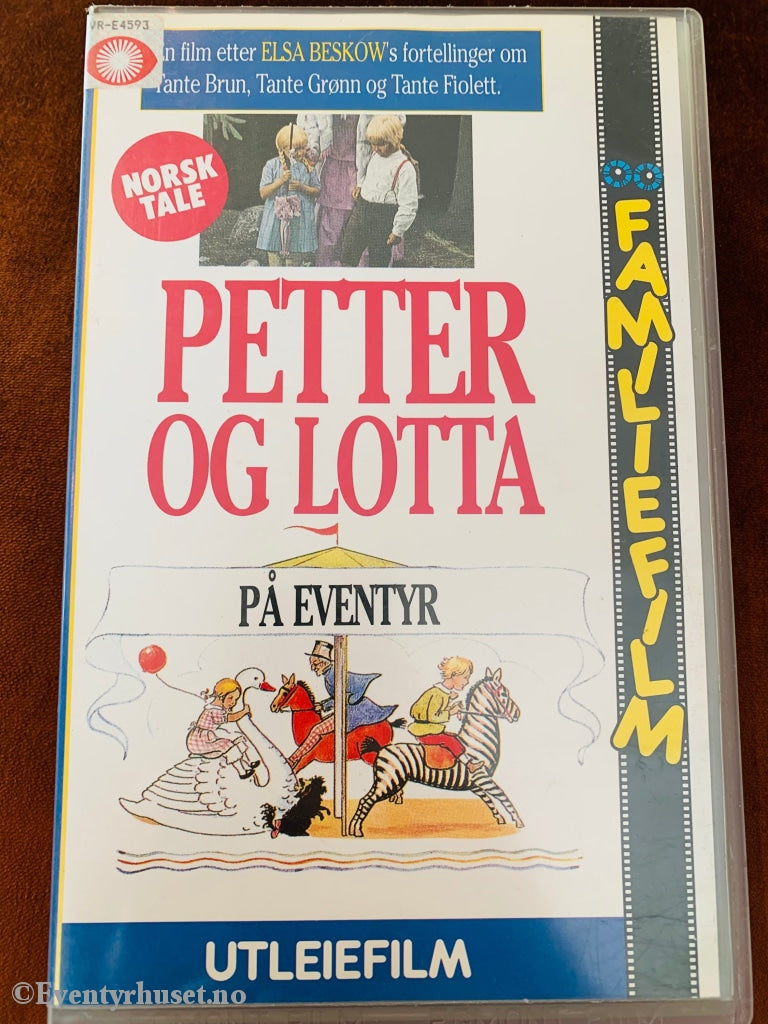 VR-E4593
En film etter ELSA BESKOW's fortellinger om
Tante Brun, Tante Grønn og Tante Fiolett.
NORSK
TALE
PETTER
OG LOTTA
PÅ EVENTYR
FAMILIEFILM
UTLEIEFILM
©Eventyrhuset.no